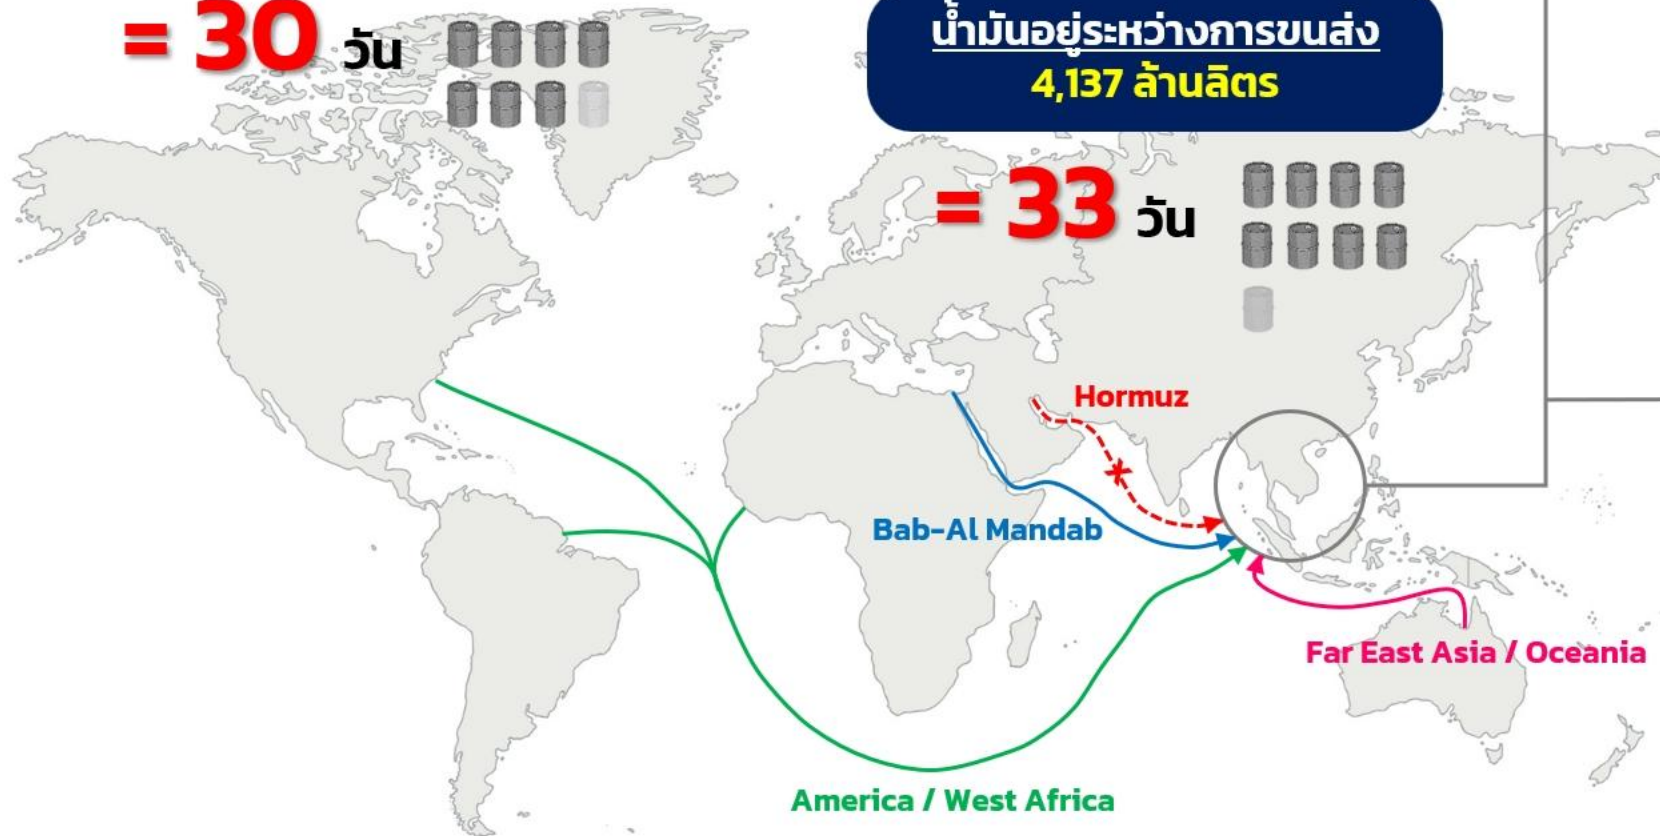 = 30 วัน
น้ำมันอยู่ระหว่างการขนส่ง
4,137 ล้านลิตร
= 33 วัน
Hormuz
Bab-Al Mandab
Far East Asia / Oceania
America / West Africa